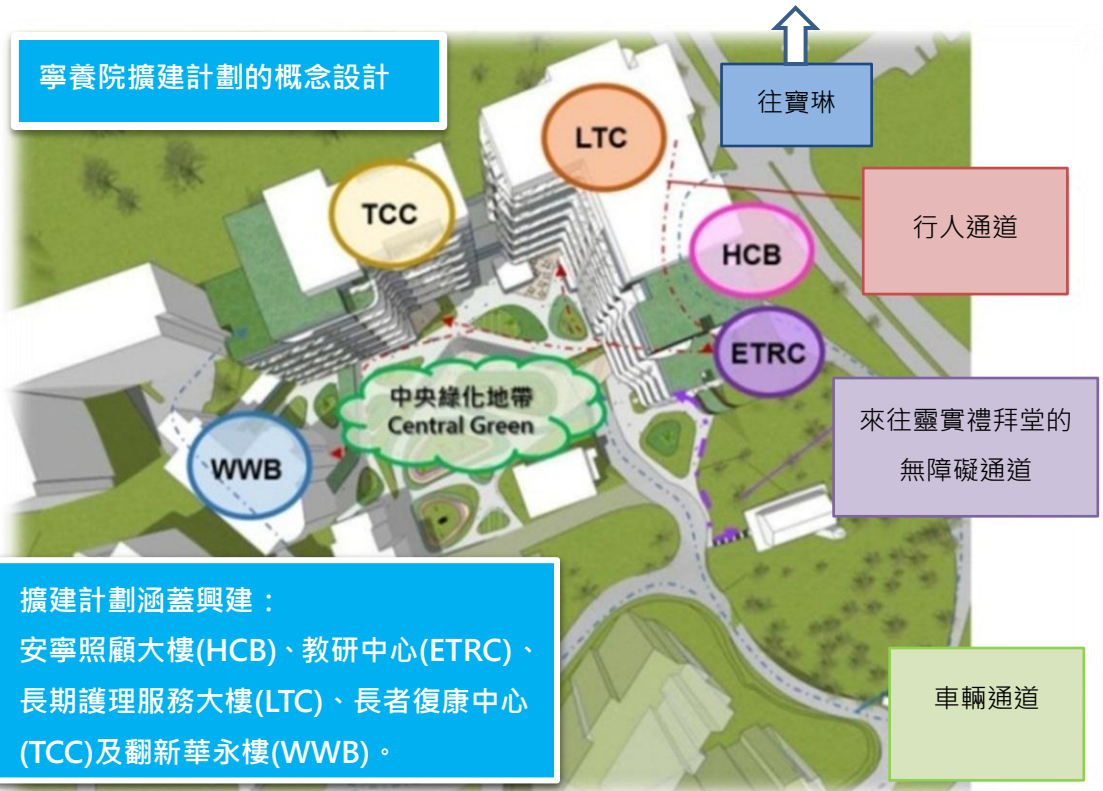 寧養院擴建計劃的概念設計
往寶琳
LTC
TCC
行人通道
HCB
ETRC
中央綠化地帶
Central Green
來往靈實禮拜堂的
無障礙通道
WWB
擴建計劃涵蓋興建：
安寧照顧大樓(HCB)、教研中心(ETRC)、
長期護理服務大樓(LTC)、長者復康中心
(TCC)及翻新華永樓(WWB)。
車輛通道